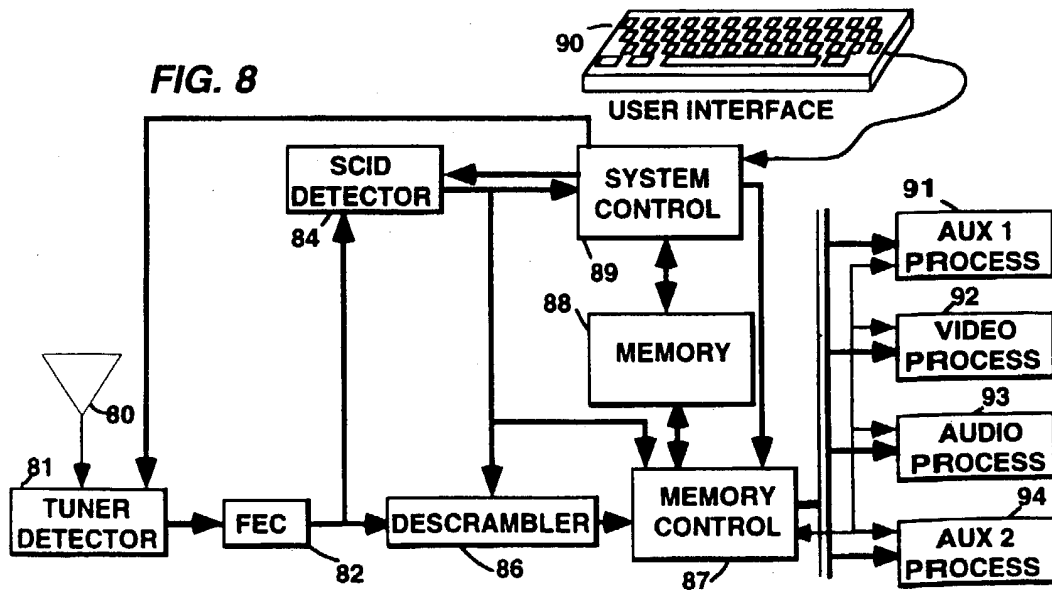 90
FIG. 8
USER INTERFACE
SCID
DETECTOR
84
SYSTEM
CONTROL
89
91
AUX 1
PROCESS
88
MEMORY
92
VIDEO
PROCESS
80
93
AUDIO
PROCESS
81
TUNER
DETECTOR
FEC
82
DESCRAMBLER
86
MEMORY
CONTROL
87
94
AUX 2
PROCESS